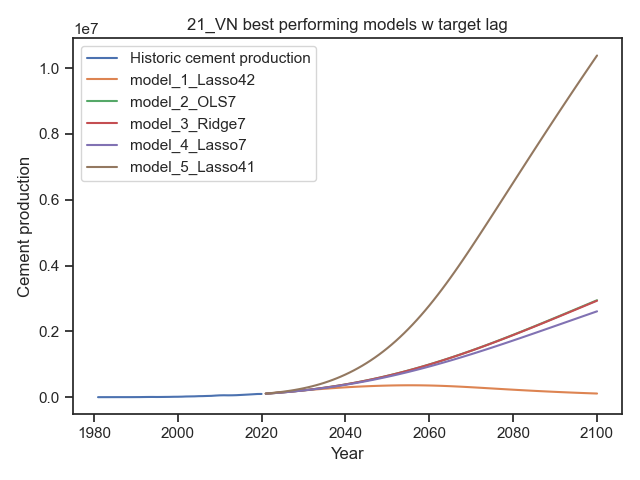 21_VN best performing models w target lag
1e7
Historic cement production
model_1_Lasso42
model_2_OLS7
model_3_Ridge7
model_4_Lasso7
model_5_Lasso41
1.0
0.8
0.6
0.4
0.2
0.0
Cement production
1980 2000 2020 2040 2060 2080 2100
Year